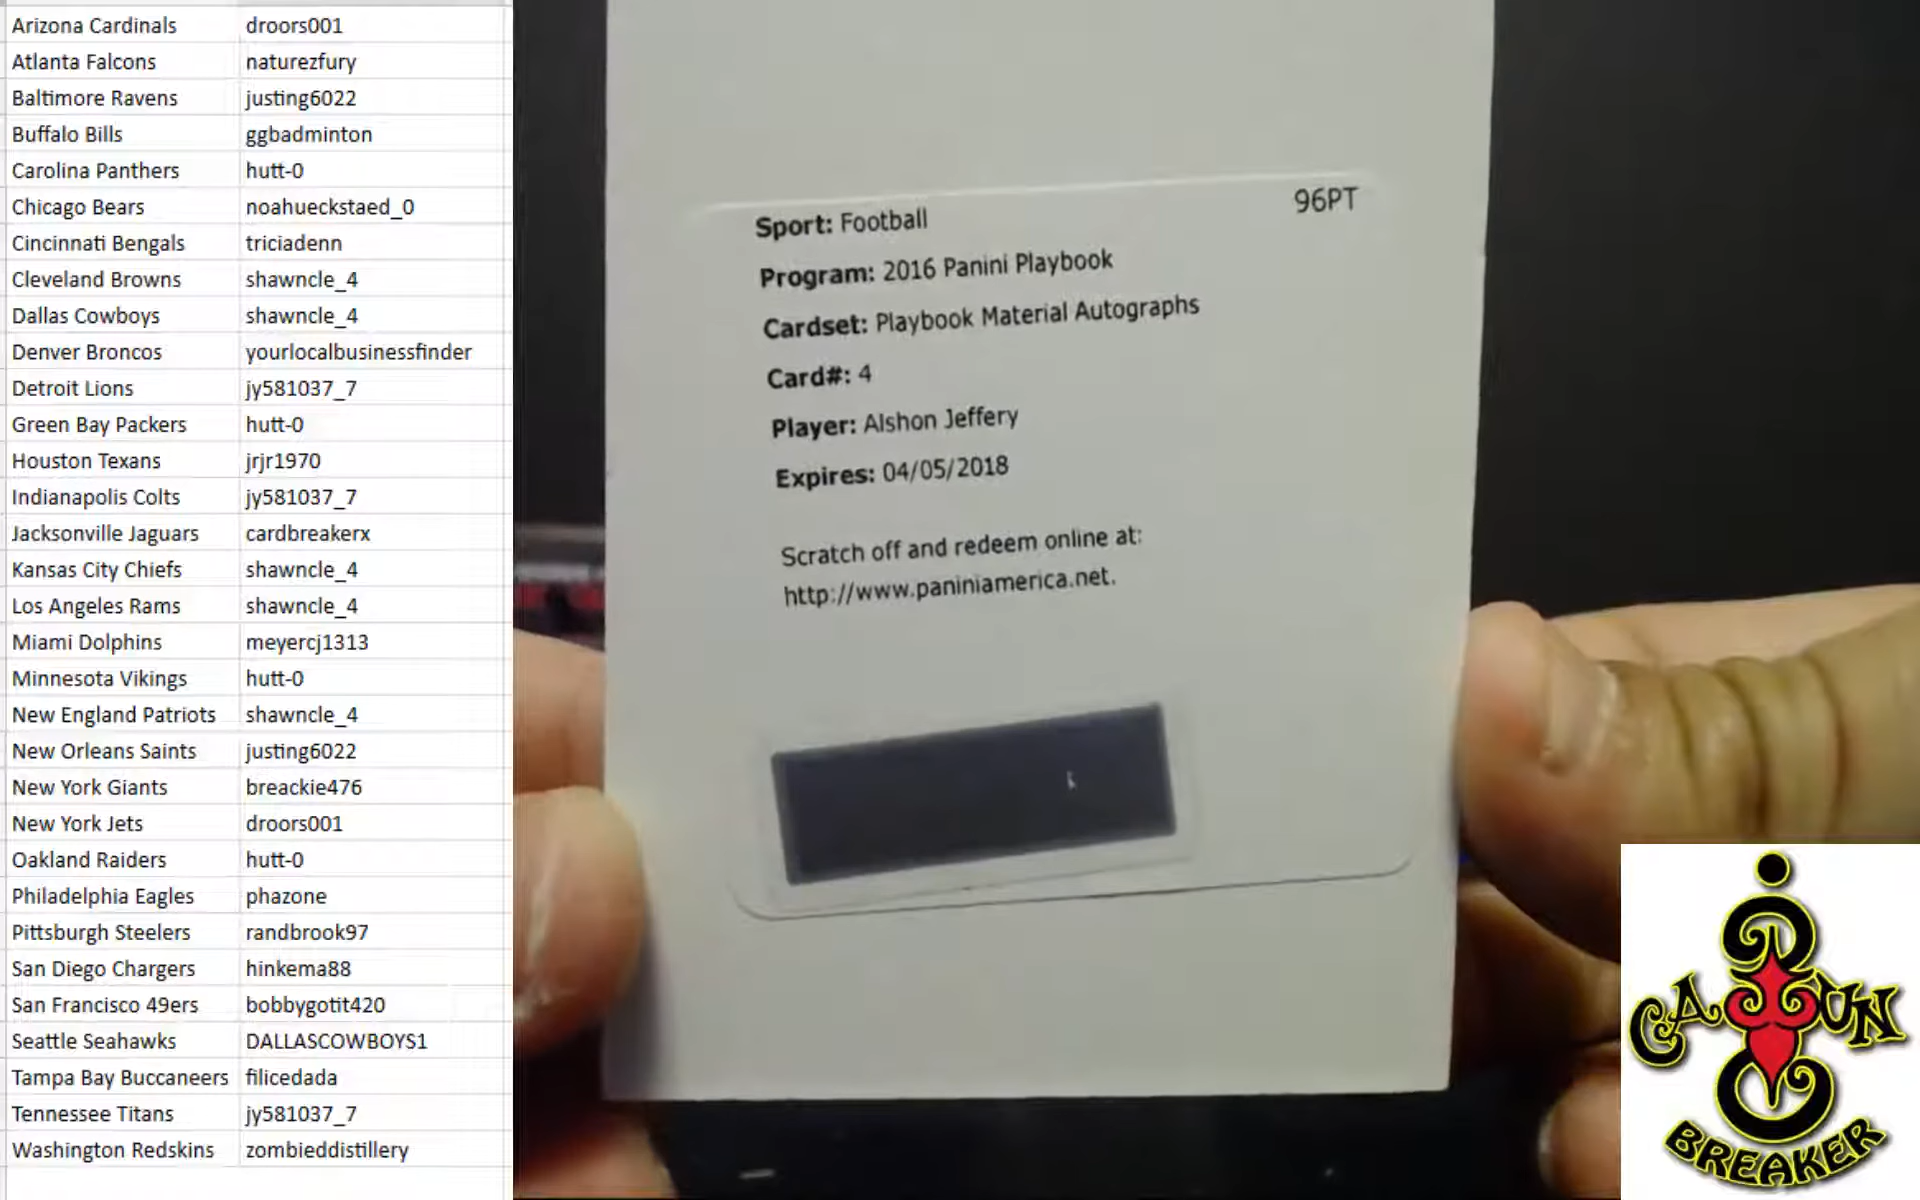 Arizona Cardinals droors001
Atlanta Falcons naturezfury
Baltimore Ravens justing6022
Buffalo Bills ggbadminton
Carolina Panthers hutt-0
Chicago Bears noahueckstaed_0
Cincinnati Bengals triciadenn
Cleveland Browns shawncle_4
Dallas Cowboys shawncle_4
Denver Broncos yourlocalbusinessfinder
Detroit Lions jy581037_7
Green Bay Packers hutt-0
Houston Texans jrjr1970
Indianapolis Colts jy581037_7
Jacksonville Jaguars cardbreakerx
Kansas City Chiefs shawncle_4
Los Angeles Rams shawncle_4
Miami Dolphins meyercj1313
Minnesota Vikings hutt-0
New England Patriots shawncle_4
New Orleans Saints justing6022
New York Giants breackie476
New York Jets droors001
Oakland Raiders hutt-0
Philadelphia Eagles phazone
Pittsburgh Steelers randbrook97
San Diego Chargers hinkema88
San Francisco 49ers bobbygotit420
Seattle Seahawks DALLASCOWBOYS1
Tampa Bay Buccaneers filicedada
Tennessee Titans jy581037_7
Washington Redskins zombieddistillery
96PT
Sport: Football
Program: 2016 Panini Playbook
Cardset: Playbook Material Autographs
Card#: 4
Player: Alshon Jeffery
Expires: 04/05/2018
Scratch off and redeem online at:
http://www.paniniamerica.net.
CAJUN
BREAKER